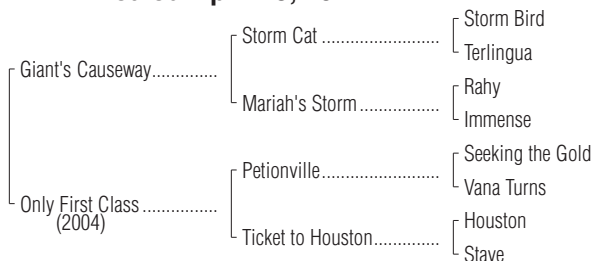 Storm Bird
Storm Cat ........................
Terlingua
Giant's Causeway.............
Rahy
Mariah's Storm ................
Immense
Seeking the Gold
Petionville........................
Vana Turns
Only First Class ...............
(2004)
Houston
Ticket to Houston.............
Stave